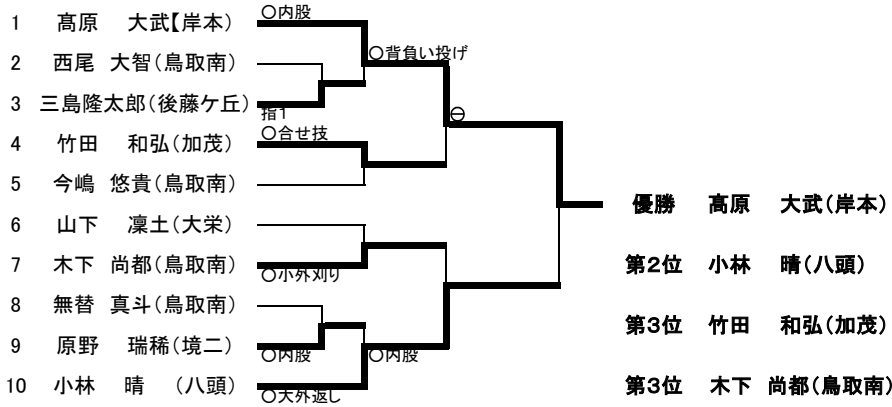 1 髙原 大武【岸本)
○内股
2 西尾 大智(鳥取南)
○背負い投げ
3 三島隆太郎(後藤ケ丘)
指1
○合せ技
4 竹田 和弘(加茂)
5 今嶋 悠貴(鳥取南)
6 山下 凜土(大栄)
7 木下 尚都(鳥取南)
○小外刈り
8 無替 真斗(鳥取南)
9 原野 瑞稀(境二)
○内股
○内股
10 小林 晴 (八頭)
○大外返し
⊖
優勝 髙原 大武(岸本)
第2位 小林 晴(八頭)
第3位 竹田 和弘(加茂)
第3位 木下 尚都(鳥取南)